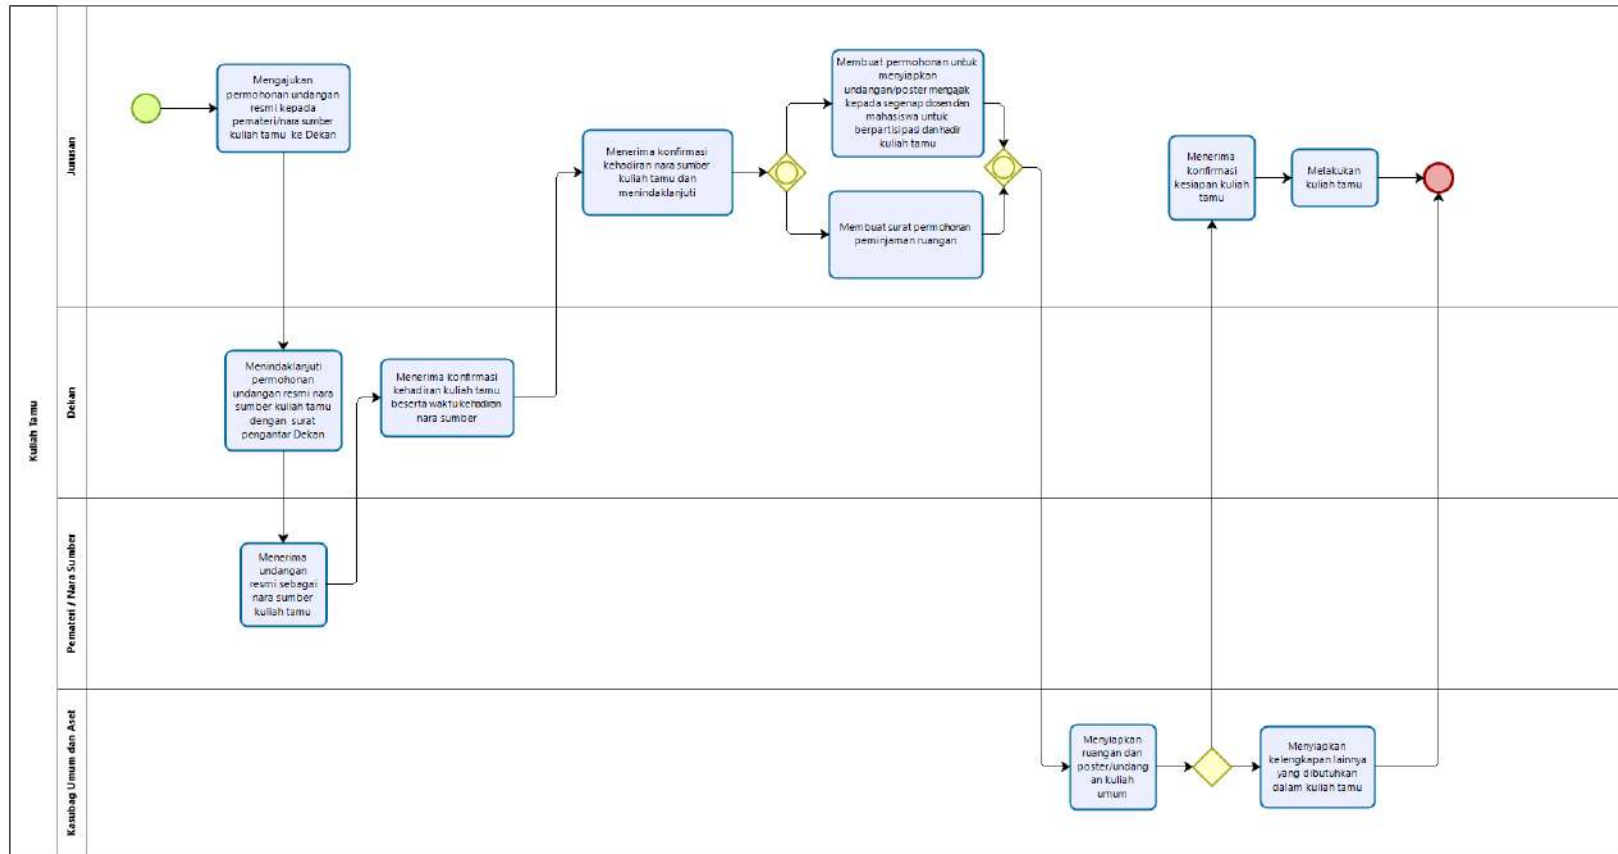 Kuliah Tamu
Jurusan
Mengajukan
permohonan undangan
resmi kepada
pemateri/nara sumber
kuliah tamu ke Dekan
Menerima konfirmasi
kehadiran nara sumber
kuliah tamu dan
menindaklanjuti
Membuat permohonan untuk
menyiapkan
undangan/poster mengajak
kepada segenap dosen dan
mahasiswa untuk
berpartisipasi dan hadir
kuliah tamu
Membuat surat permohonan
peminjaman ruangan
Menerima
konfirmasi
kesiapan kuliah
tamu
Melakukan
kuliah tamu
Dekan
Menindaklanjuti
permohonan
undangan resmi nara
sumber kuliah tamu
dengan surat
pengantar Dekan
Menerima konfirmasi
kehadiran kuliah tamu
beserta waktu kehadiran
nara sumber
Pemateri / Nara Sumber
Menerima
undangan
resmi sebagai
nara sumber
kuliah tamu
Kasubag Umum dan Aset
Menyiapkan
ruangan dan
poster/undang
an kuliah
umum
Menyiapkan
kelengkapan lainnya
yang dibutuhkan
dalam kuliah tamu